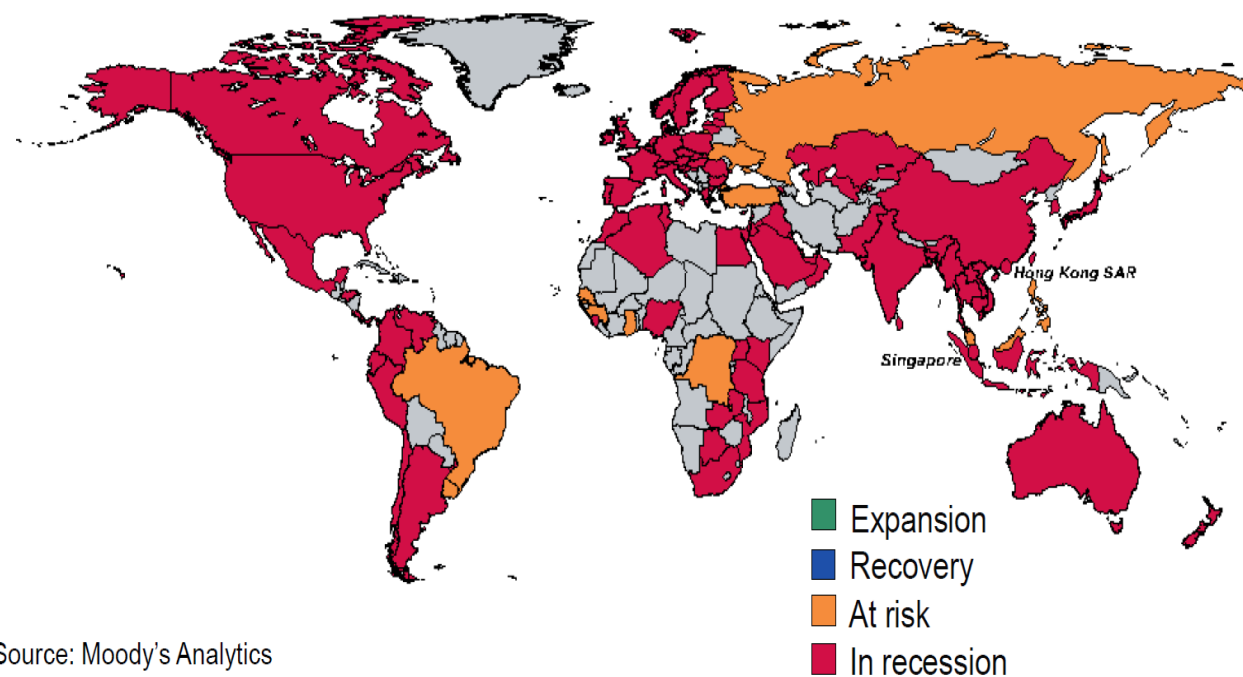 Hong Kong SAR
Singapore
Expansion
Recovery
At risk
In recession
Source: Moody's Analytics